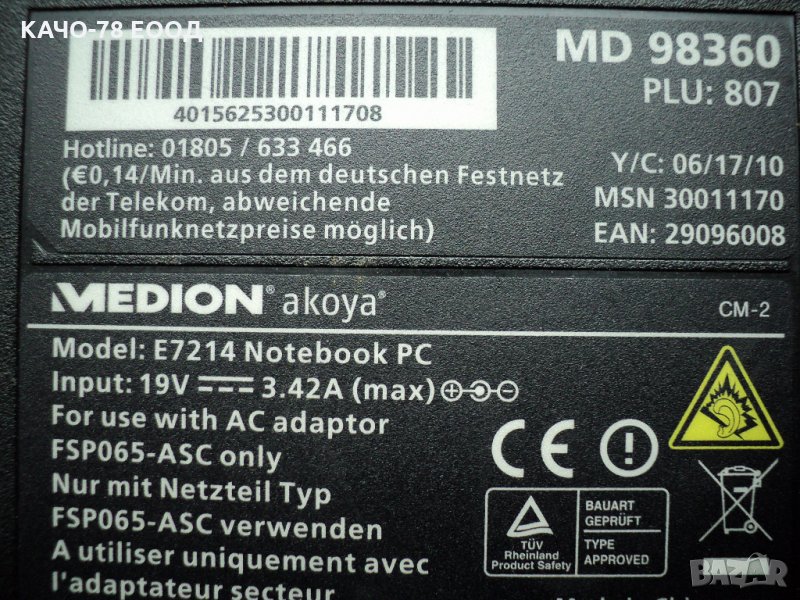 КАЧО-78 ЕООД
4015625300111708
MD 98360
PLU: 807
Hotline: 01805 / 633 466
(€0,14/Min. aus dem deutschen Festnetz
der Telekom, abweichende
Mobilfunknetzpreise möglich)
Y/C: 06/17/10
MSN 30011170
EAN: 29096008
MEDION® akoya®
CM-2
Model: E7214 Notebook PC
Input: 19V 3.42A (max)
For use with AC adaptor
FSP065-ASC only
Nur mit Netzteil Typ
FSP065-ASC verwenden
A utiliser uniquement avec
l'adaptateur secteur
CE
TÜV
Rheinland
Product Safety
BAUART
GEPRÜFT
TYPE
APPROVED
BAZAR